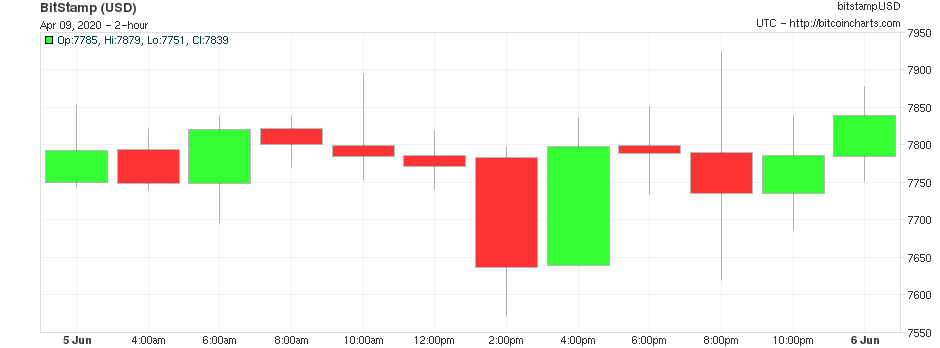 BitStamp (USD)
bitstampUSD
Apr 09, 2020 - 2-hour
UTC - http://bitcoincharts.com
Op:7785, Hi:7879, Lo:7751, Cl:7839
7950
7900
7850
7800
7750
7700
7650
7600
7550
5 Jun 4:00am 6:00am 8:00am 10:00am 12:00pm 2:00pm 4:00pm 6:00pm 8:00pm 10:00pm 6 Jun